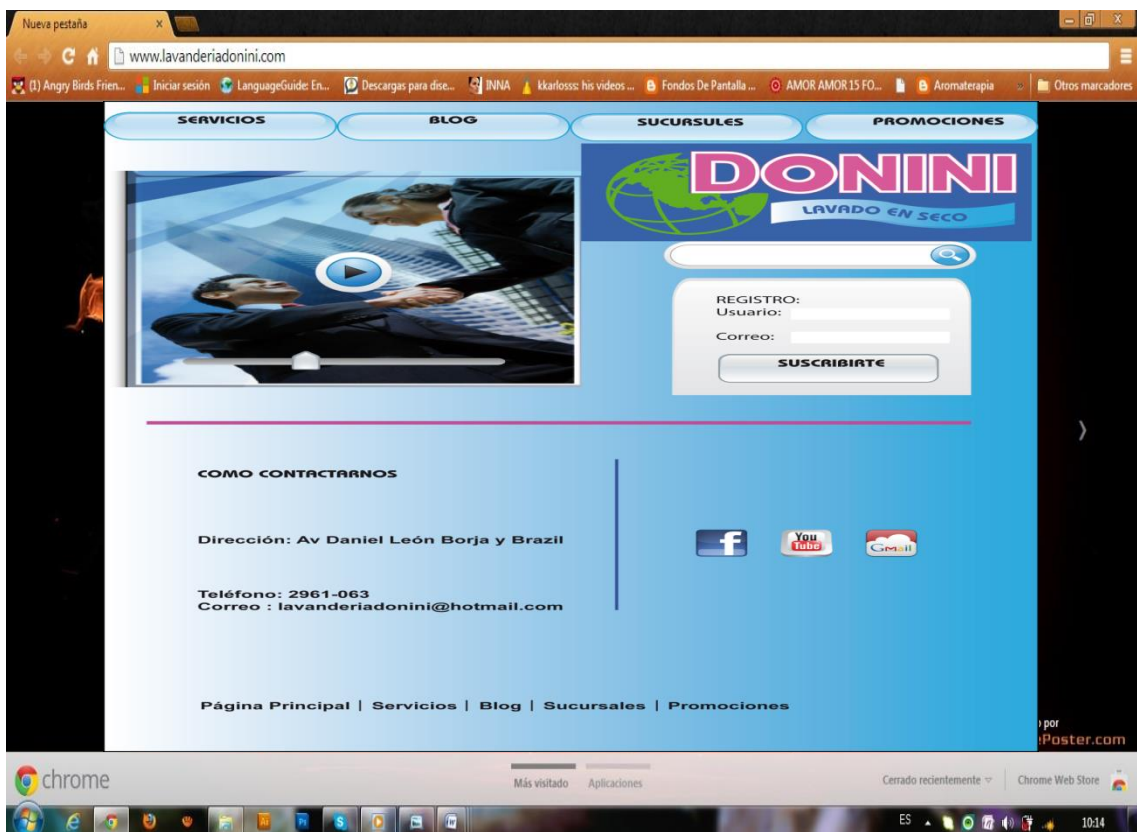 Nueva pestaña
www.lavanderiadonini.com
(1) Angry Birds Frien... Iniciar sesión LanguageGuide: En... Descargas para dise... INNA kkarlosss: his videos ... Fondos De Pantalla ... AMOR AMOR 15 FO... Aromaterapia » Otros marcadores
SERVICIOS BLOG SUCURSULES PROMOCIONES
DONINI
LAVADO EN SECO
REGISTRO:
Usuario:
Correo:
SUSCRIBIRTE
COMO CONTACTARNOS
Dirección: Av Daniel León Borja y Brazil
You
Tube
Gmail
Teléfono: 2961-063
Correo : lavanderiadonini@hotmail.com
Página Principal | Servicios | Blog | Sucursales | Promociones
por
ePoster.com
chrome
Más visitado Aplicaciones
Cerrado recientemente Chrome Web Store
ES 10:14